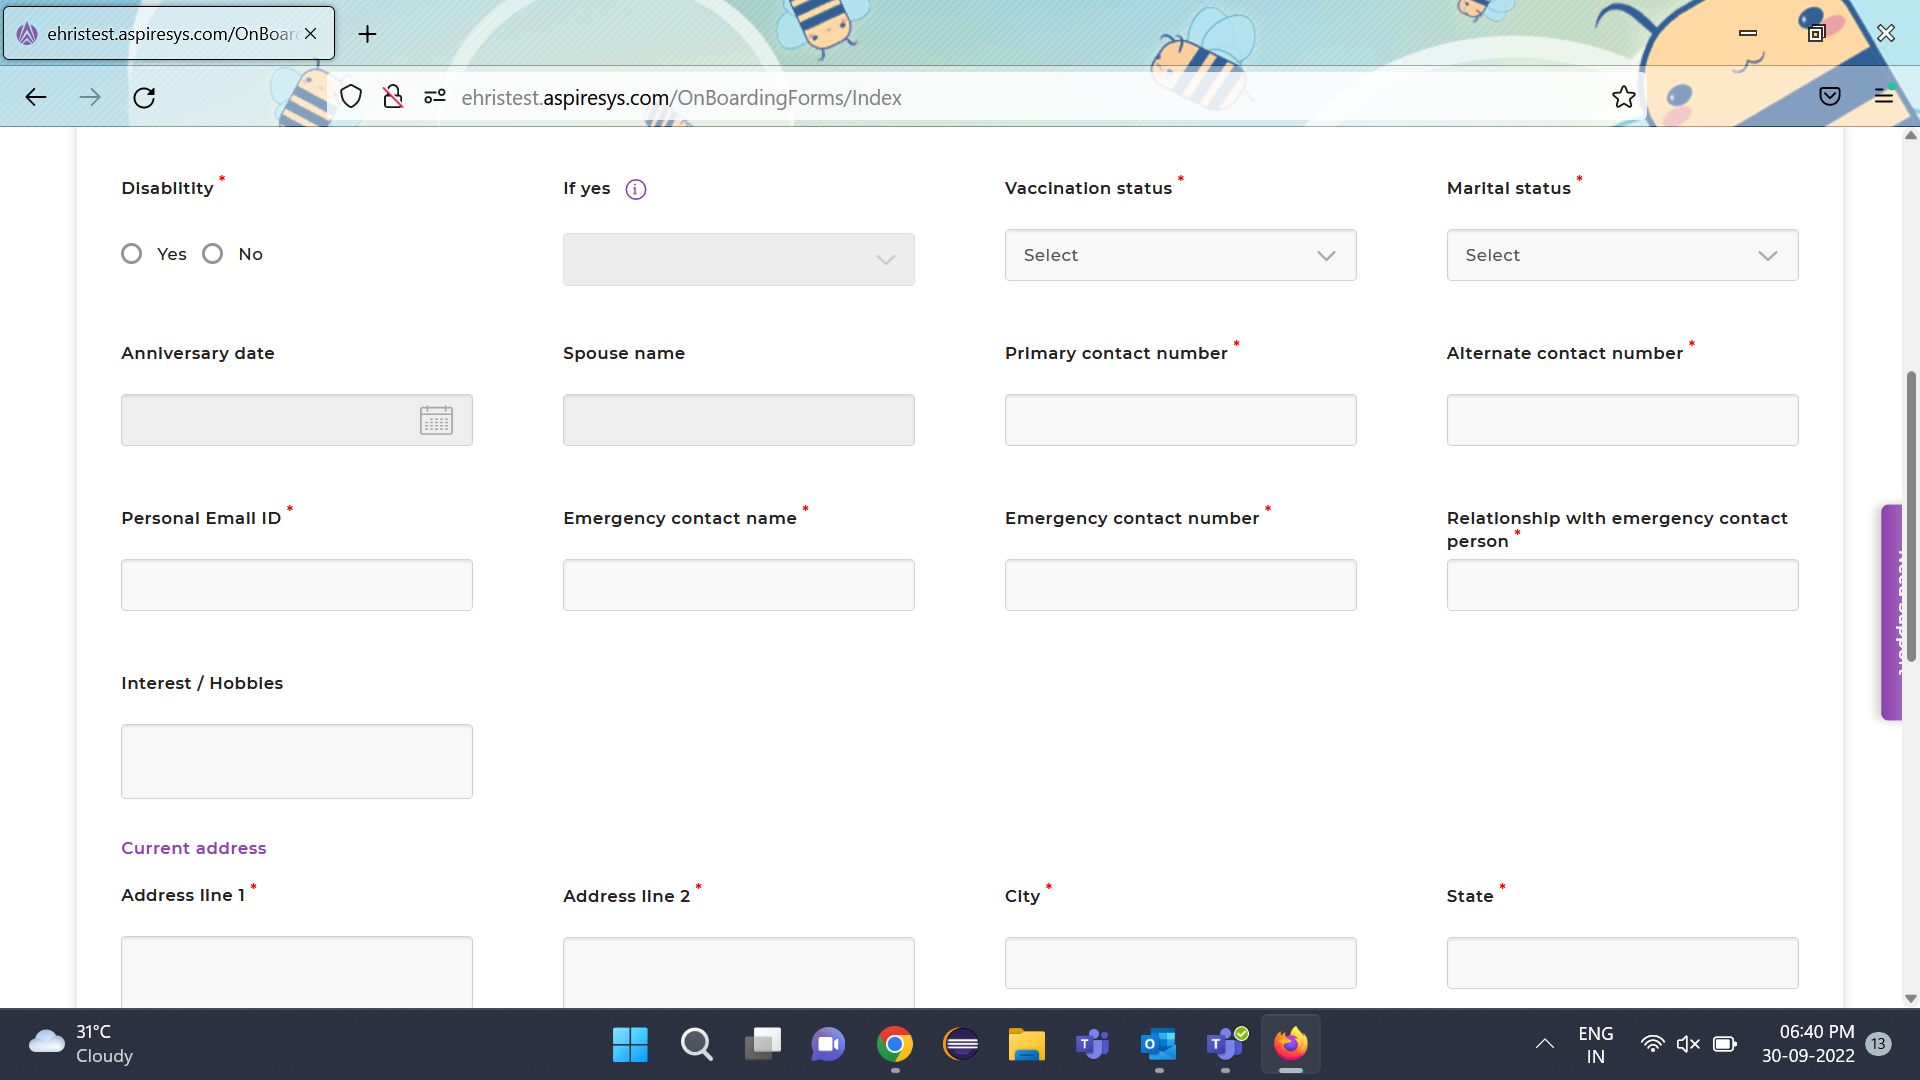 ehristest.aspiresys.com/OnBoar
ehristest.aspiresys.com/OnBoardingForms/Index
Disablitity *
If yes
Vaccination status *
Marital status *
Yes
No
Select
Select
Anniversary date
Spouse name
Primary contact number *
Alternate contact number *
Personal Email ID *
Emergency contact name *
Emergency contact number *
Relationship with emergency contact
person *
Need Support
Interest / Hobbies
Current address
Address line 1 *
Address line 2 *
City *
State *
31°C
Cloudy
ENG
IN
06:40 PM
30-09-2022
13